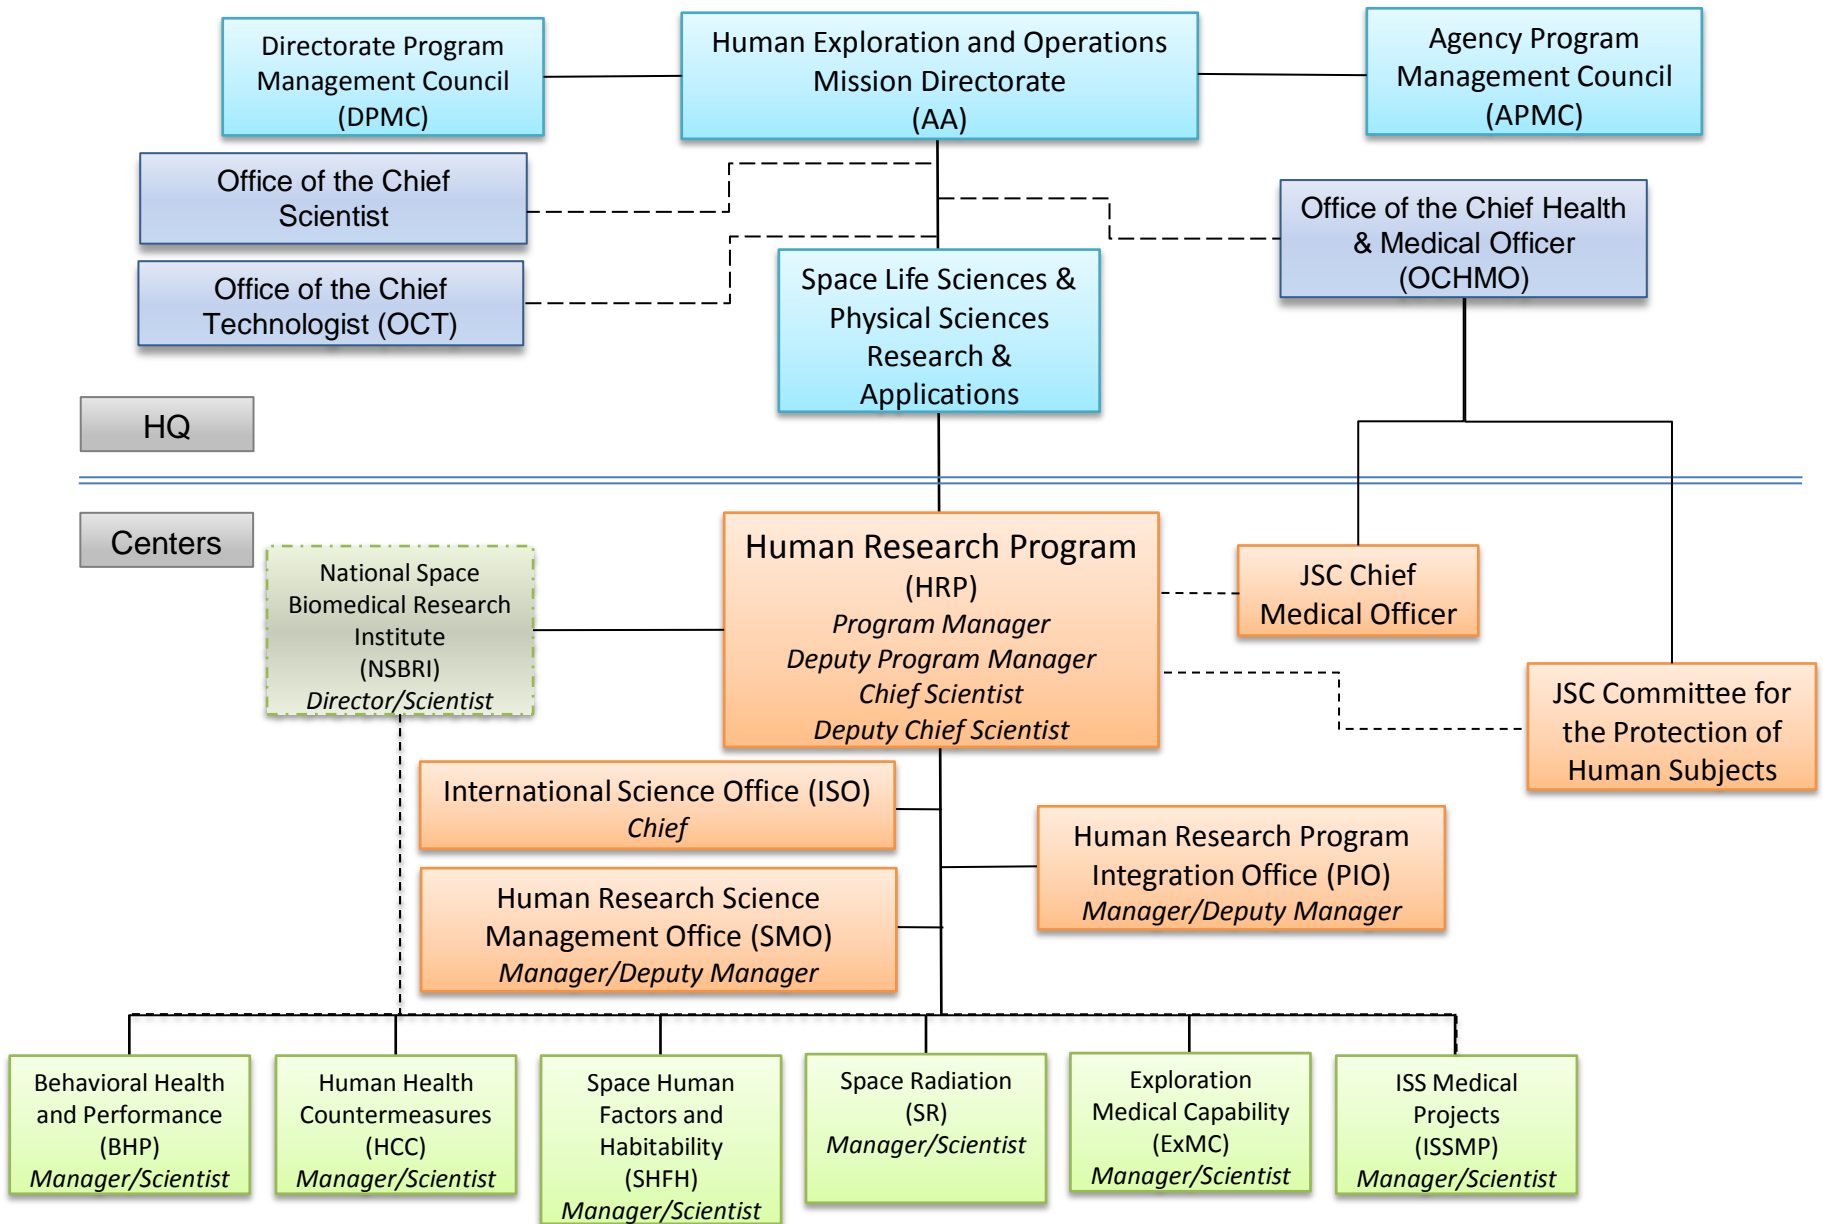 Directorate Program
Management Council
(DPMC)
Human Exploration and Operations
Mission Directorate
(AA)
Agency Program
Management Council
(APMC)
Office of the Chief
Scientist
Office of the Chief Health
& Medical Officer
(OCHMO)
Office of the Chief
Technologist (OCT)
Space Life Sciences &
Physical Sciences
Research &
Applications
HQ
Centers
National Space
Biomedical Research
Institute
(NSBRI)
Director/Scientist
Human Research Program
(HRP)
Program Manager
Deputy Program Manager
Chief Scientist
Deputy Chief Scientist
JSC Chief
Medical Officer
JSC Committee for
the Protection of
Human Subjects
International Science Office (ISO)
Chief
Human Research Program
Integration Office (PIO)
Manager/Deputy Manager
Human Research Science
Management Office (SMO)
Manager/Deputy Manager
Behavioral Health
and Performance
(BHP)
Manager/Scientist
Human Health
Countermeasures
(HCC)
Manager/Scientist
Space Human
Factors and
Habitability
(SHFH)
Manager/Scientist
Space Radiation
(SR)
Manager/Scientist
Exploration
Medical Capability
(ExMC)
Manager/Scientist
ISS Medical
Projects
(ISSMP)
Manager/Scientist